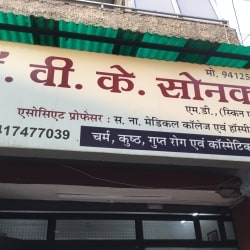 मो. 94125
डॉ. वी. के. सोनक
एम.डी., (स्किन ए
एसोसिएट प्रोफेसर : स. ना. मेडिकल कॉलेज एवं हॉस्पि
417477039
चर्म, कुष्ठ, गुप्त रोग एवं कॉस्मेटिक